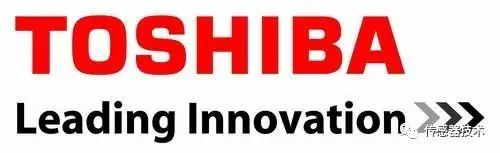 TOSHIBA
Leading Innovation >>>
传感器技术